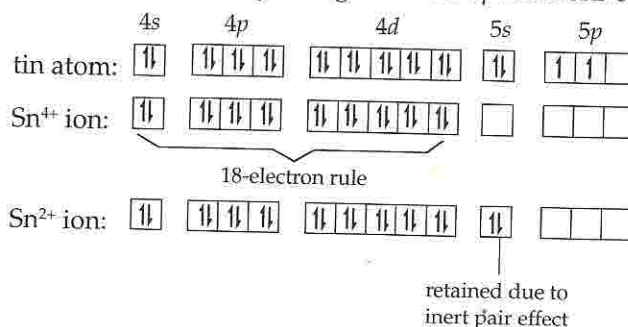 4s 4p 4d 5s 5p
tin atom: ⥮ ⥮ ⥮ ⥮ ⥮ ⥮ ⥮ ⥮ ⥮ ⥮ ↿ ↿
Sn⁴⁺ ion: ⥮ ⥮ ⥮ ⥮ ⥮ ⥮ ⥮ ⥮ ⥮
18-electron rule
Sn²⁺ ion: ⥮ ⥮ ⥮ ⥮ ⥮ ⥮ ⥮ ⥮ ⥮ ⥮
retained due to
inert pair effect